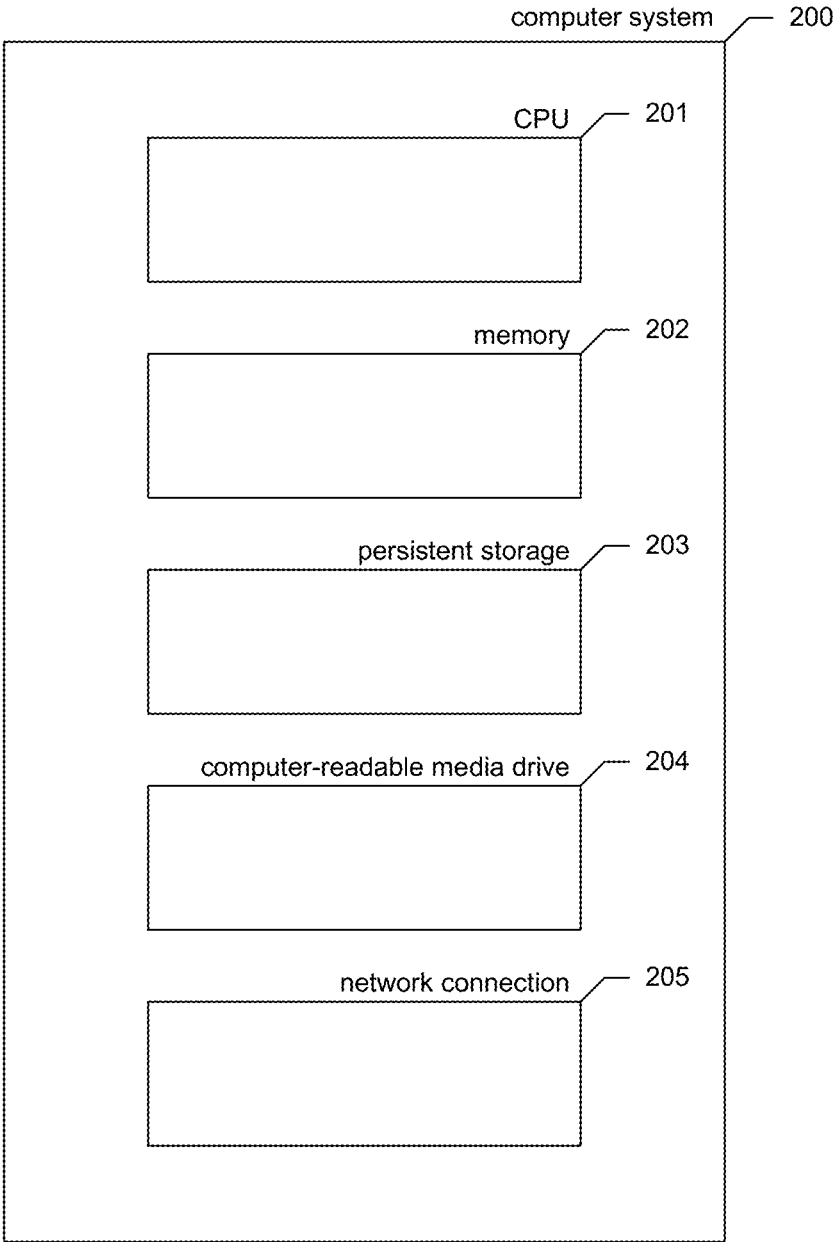 computer system 200
CPU 201
memory 202
persistent storage 203
computer-readable media drive 204
network connection 205